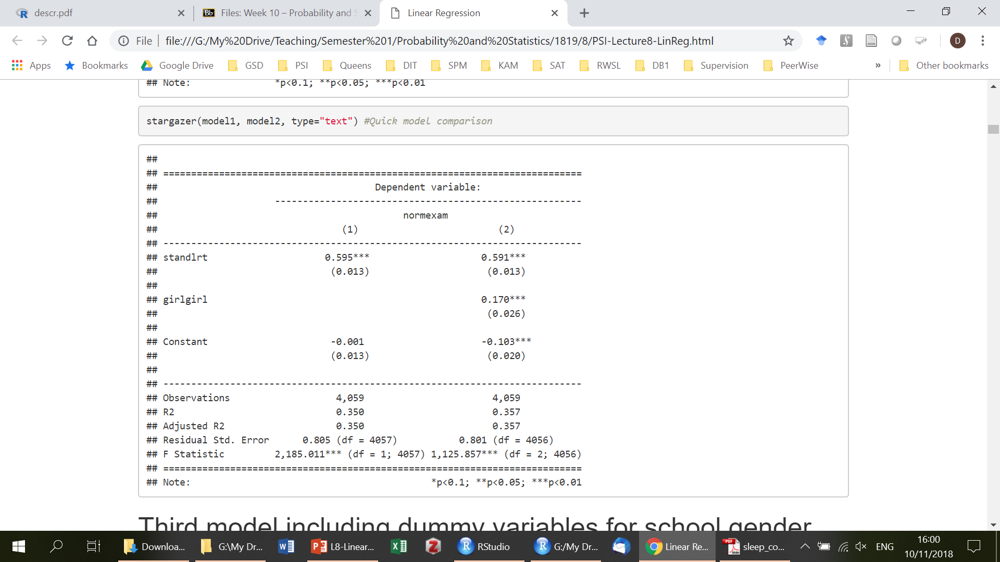 descr.pdf
Files: Week 10 – Probability and
Linear Regression
File
file:///G:/My%20Drive/Teaching/Semester%201/Probability%20and%20Statistics/1819/8/PSI-Lecture8-LinReg.html
D
Apps Bookmarks Google Drive GSD PSI Queens DIT SPM KAM SAT RWSL DB1 Supervision PeerWise » Other bookmarks
## Note: *p<0.1; **p<0.05; ***p<0.01
stargazer(model1, model2, type="text") #Quick model comparison
##
## ===========================================================================
## Dependent variable:
## -------------------------------------------------------
## normexam
## (1) (2)
## ---------------------------------------------------------------------------
## standlrt 0.595*** 0.591***
## (0.013) (0.013)
##
## girlgirl 0.170***
## (0.026)
##
## Constant -0.001 -0.103***
## (0.013) (0.020)
##
## ---------------------------------------------------------------------------
## Observations 4,059 4,059
## R2 0.350 0.357
## Adjusted R2 0.350 0.357
## Residual Std. Error 0.805 (df = 4057) 0.801 (df = 4056)
## F Statistic 2,185.011*** (df = 1; 4057) 1,125.857*** (df = 2; 4056)
## ===========================================================================
## Note: *p<0.1; **p<0.05; ***p<0.01
Third model including dummy variables for school gender
Downloa... G:\My Dr... L8-Linear... RStudio G:/My Dr... Linear Re... sleep_co... ENG
16:00
10/11/2018